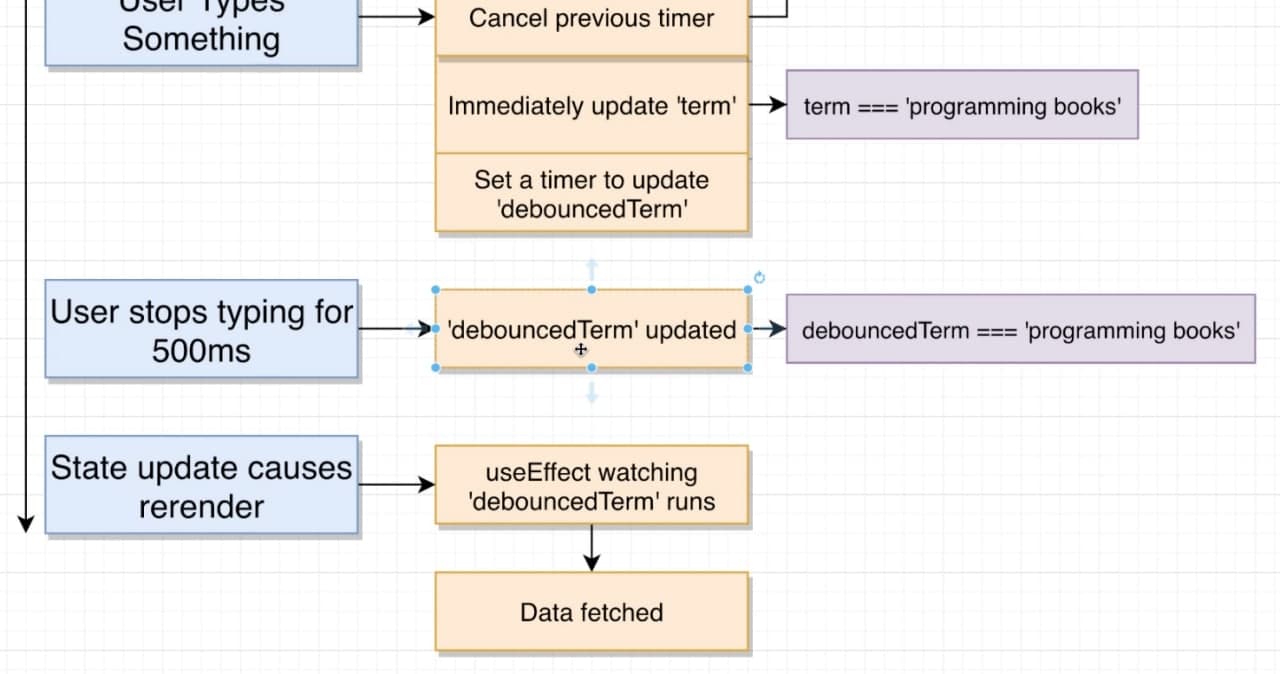 User Types
Something
Cancel previous timer
Immediately update 'term'
term === 'programming books'
Set a timer to update
'debouncedTerm'
User stops typing for
500ms
'debouncedTerm' updated
debouncedTerm === 'programming books'
State update causes
rerender
useEffect watching
'debouncedTerm' runs
Data fetched